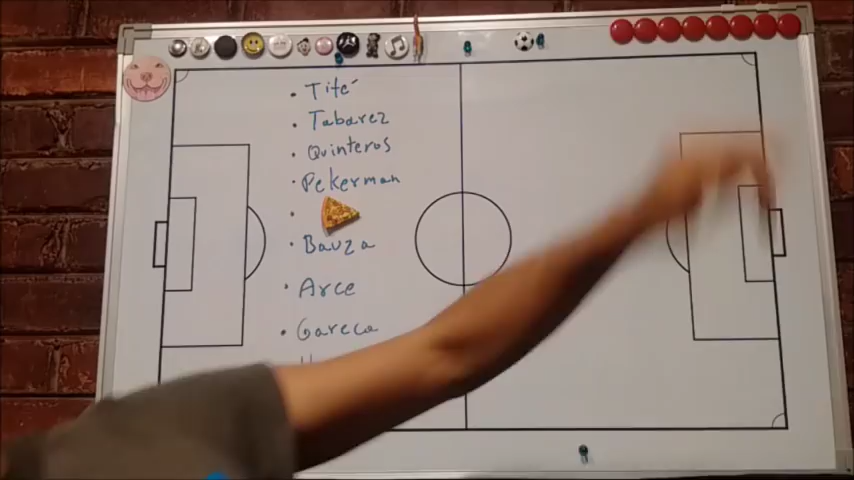 • Tite´
• Tabarez
• Quinteros
• Pekerman
•
• Bauza
• Arce
• Gareca